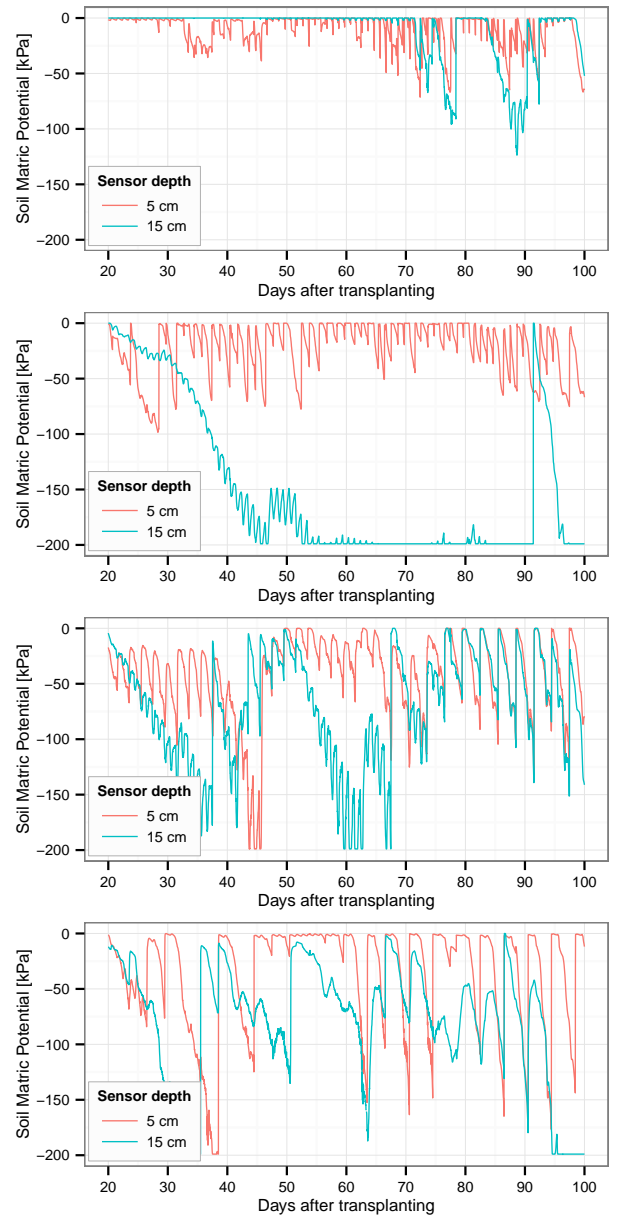 Soil Matric Potential [kPa]
0
−50
−100
−150
−200
Sensor depth
5 cm
15 cm
20 30 40 50 60 70 80 90 100
Days after transplanting
Soil Matric Potential [kPa]
0
−50
−100
−150
−200
Sensor depth
5 cm
15 cm
20 30 40 50 60 70 80 90 100
Days after transplanting
Soil Matric Potential [kPa]
0
−50
−100
−150
−200
Sensor depth
5 cm
15 cm
20 30 40 50 60 70 80 90 100
Days after transplanting
Soil Matric Potential [kPa]
0
−50
−100
−150
−200
Sensor depth
5 cm
15 cm
20 30 40 50 60 70 80 90 100
Days after transplanting